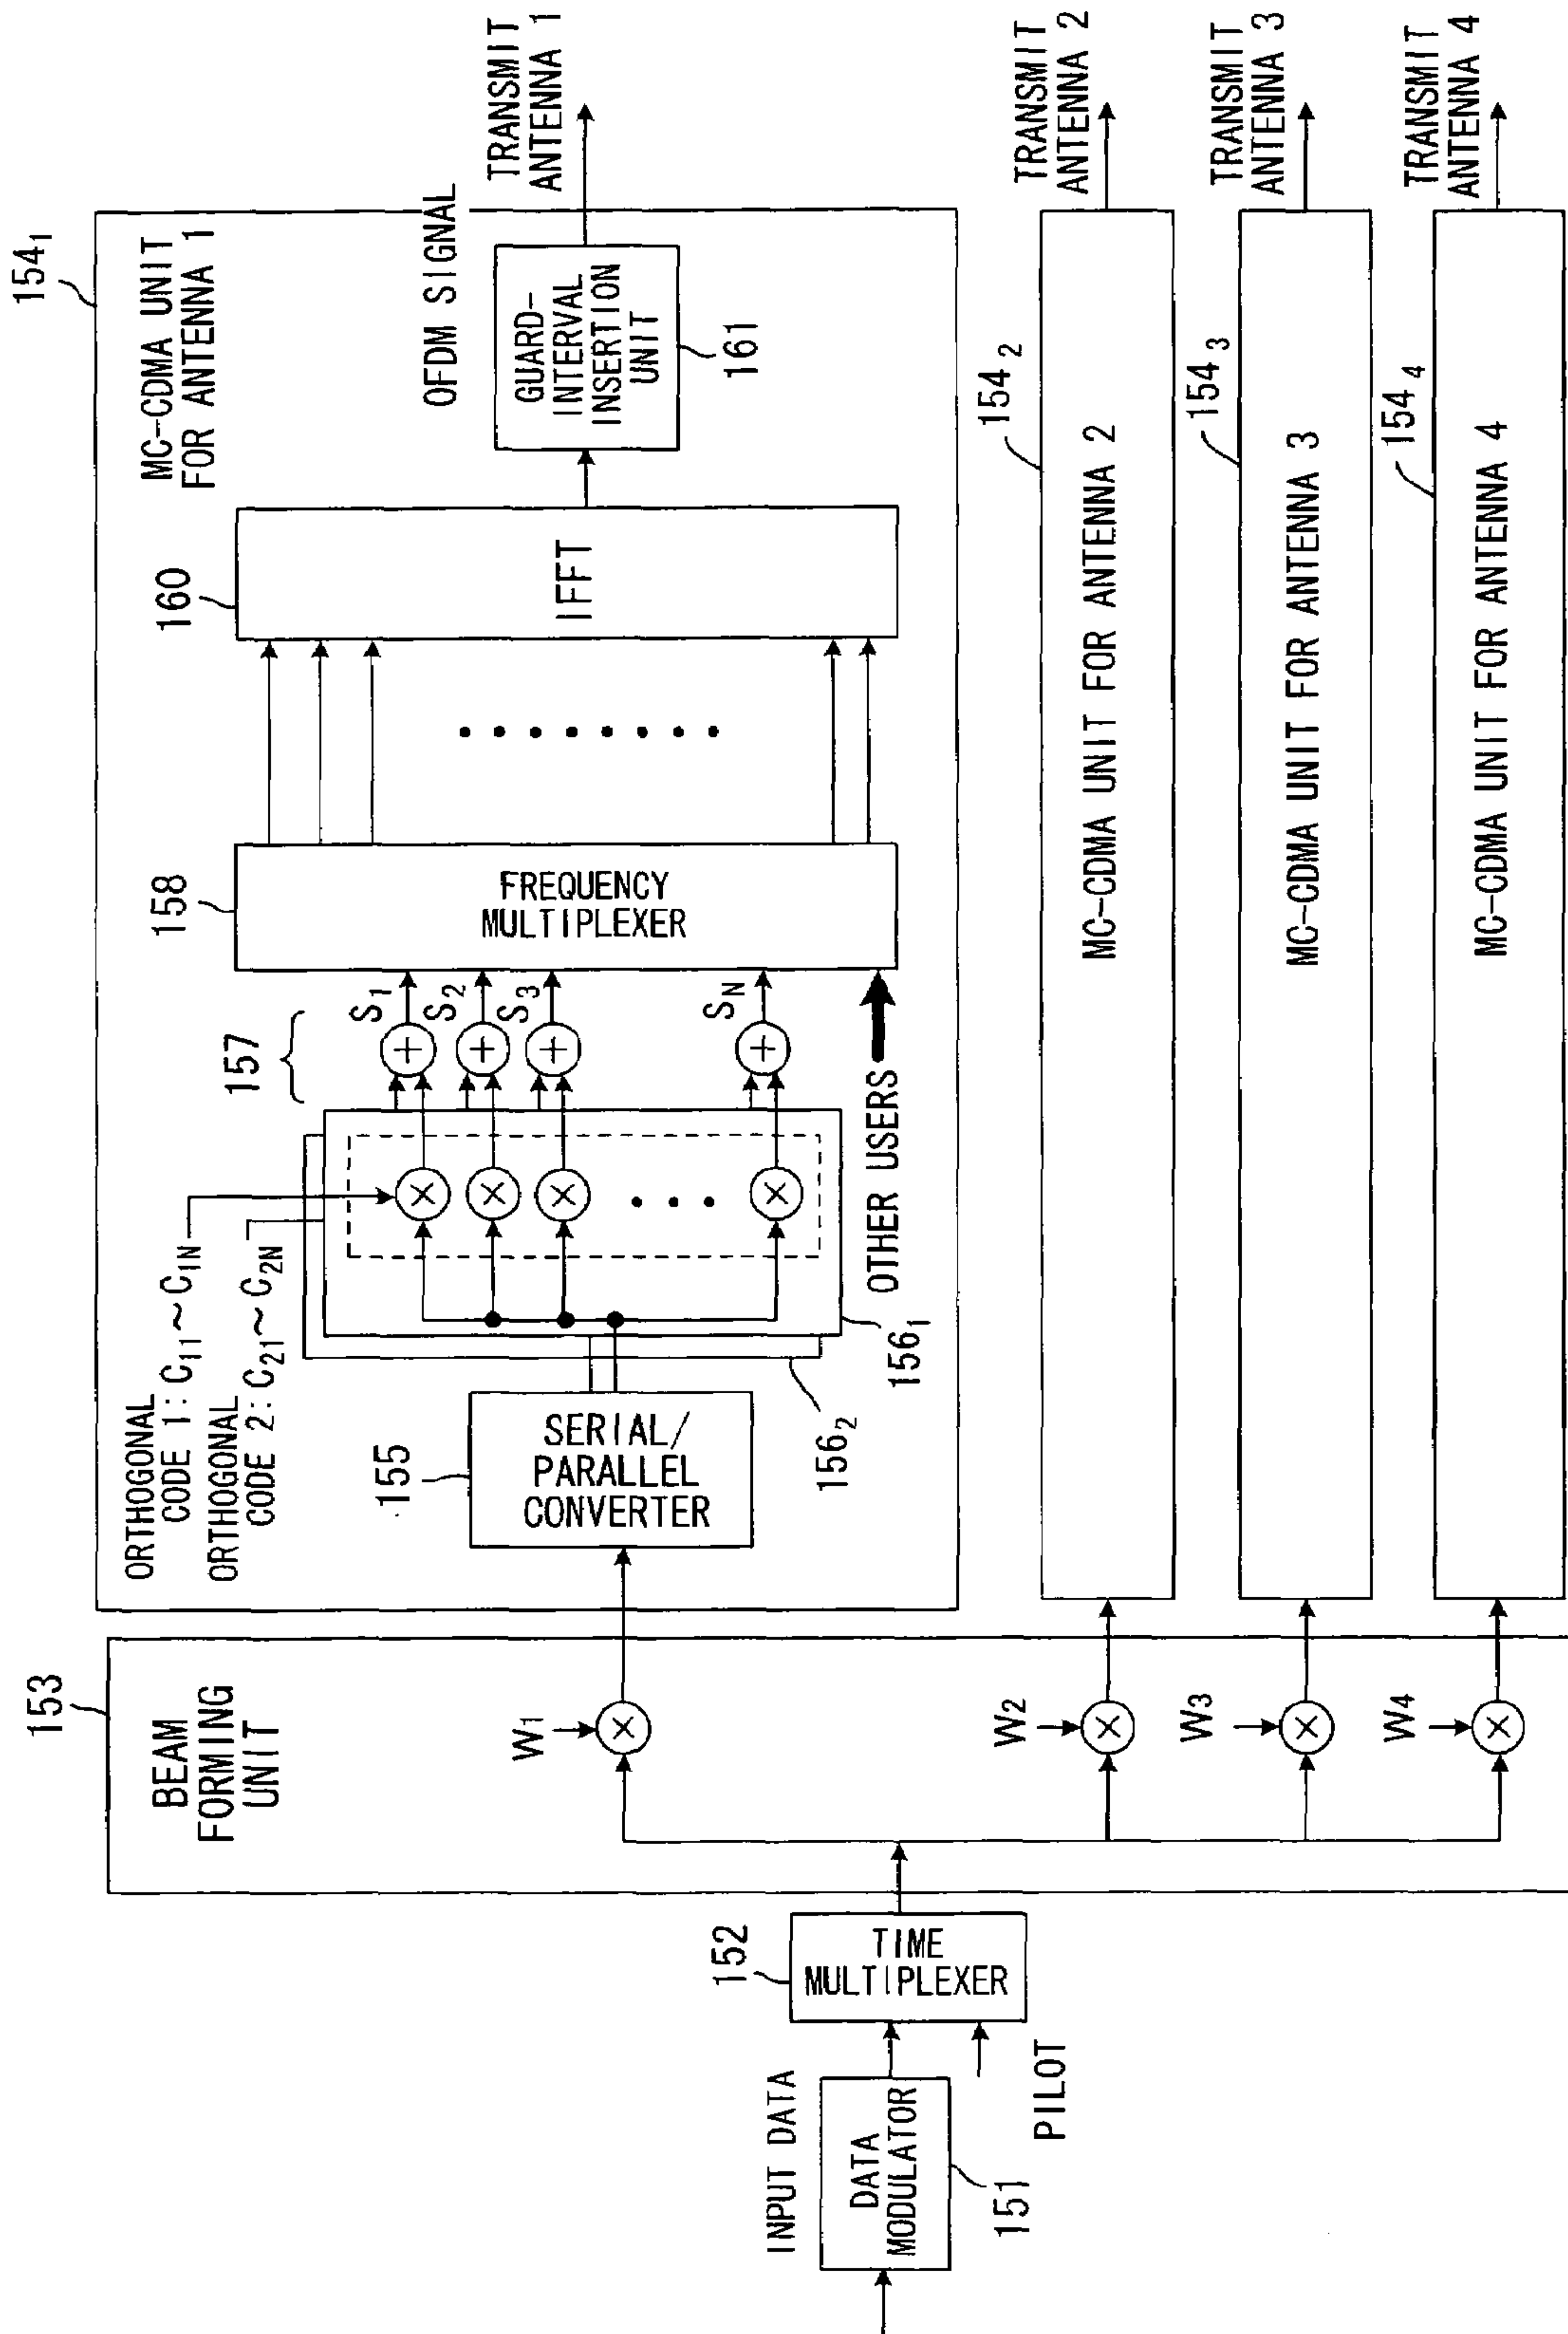 INPUT DATA
DATA
MODULATOR
151
PILOT
152
TIME
MULTIPLEXER
153
BEAM
FORMING
UNIT
W1
W2
W3
W4
154₁
MC-CDMA UNIT
FOR ANTENNA 1
ORTHOGONAL
CODE 1: C₁₁~C₁N
ORTHOGONAL
CODE 2: C₂₁~C₂N
155
SERIAL/
PARALLEL
CONVERTER
156₂
156₁
157
S₁
S₂
S₃
SN
OTHER USERS
158
FREQUENCY
MULTIPLEXER
160
IFFT
OFDM SIGNAL
GUARD-
INTERVAL
INSERTION
UNIT
161
TRANSMIT
ANTENNA 1
154₂
MC-CDMA UNIT FOR ANTENNA 2
TRANSMIT
ANTENNA 2
154₃
MC-CDMA UNIT FOR ANTENNA 3
TRANSMIT
ANTENNA 3
154₄
MC-CDMA UNIT FOR ANTENNA 4
TRANSMIT
ANTENNA 4